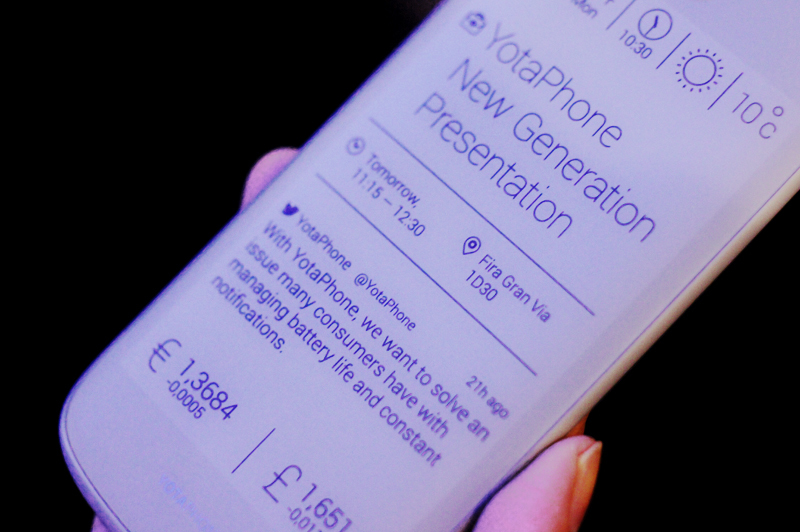 Mon
10:30
10°C
YotaPhone
New Generation
Presentation
Tomorrow,
11:15 – 12:30
Fira Gran Via
1D30
YotaPhone @YotaPhone
21h ago
With YotaPhone, we want to solve an
issue many consumers have with
managing battery life and constant
notifications.
€ 1,3684
-0,0005
£ 1,651